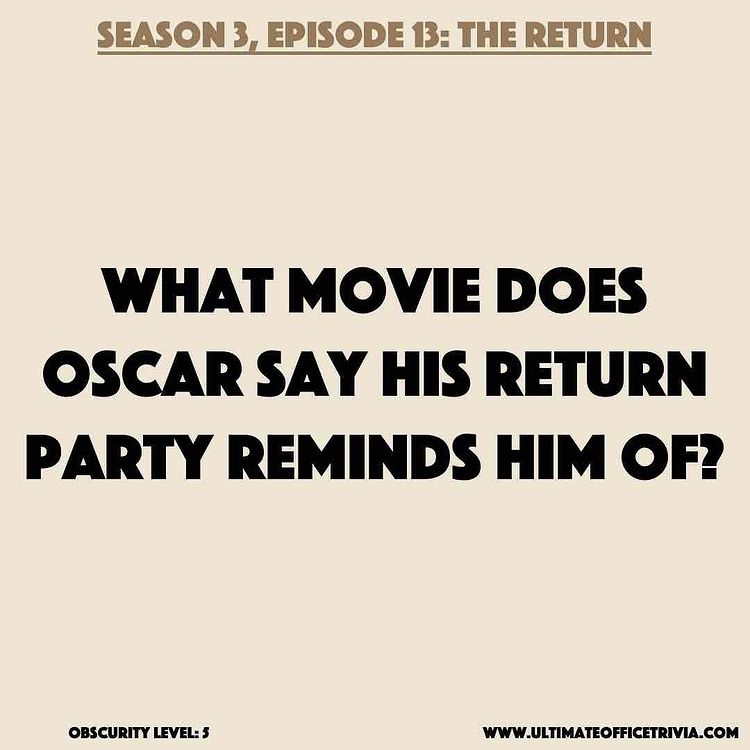 SEASON 3, EPISODE 13: THE RETURN
WHAT MOVIE DOES
OSCAR SAY HIS RETURN
PARTY REMINDS HIM OF?
OBSCURITY LEVEL: 5
WWW.ULTIMATEOFFICETRIVIA.COM